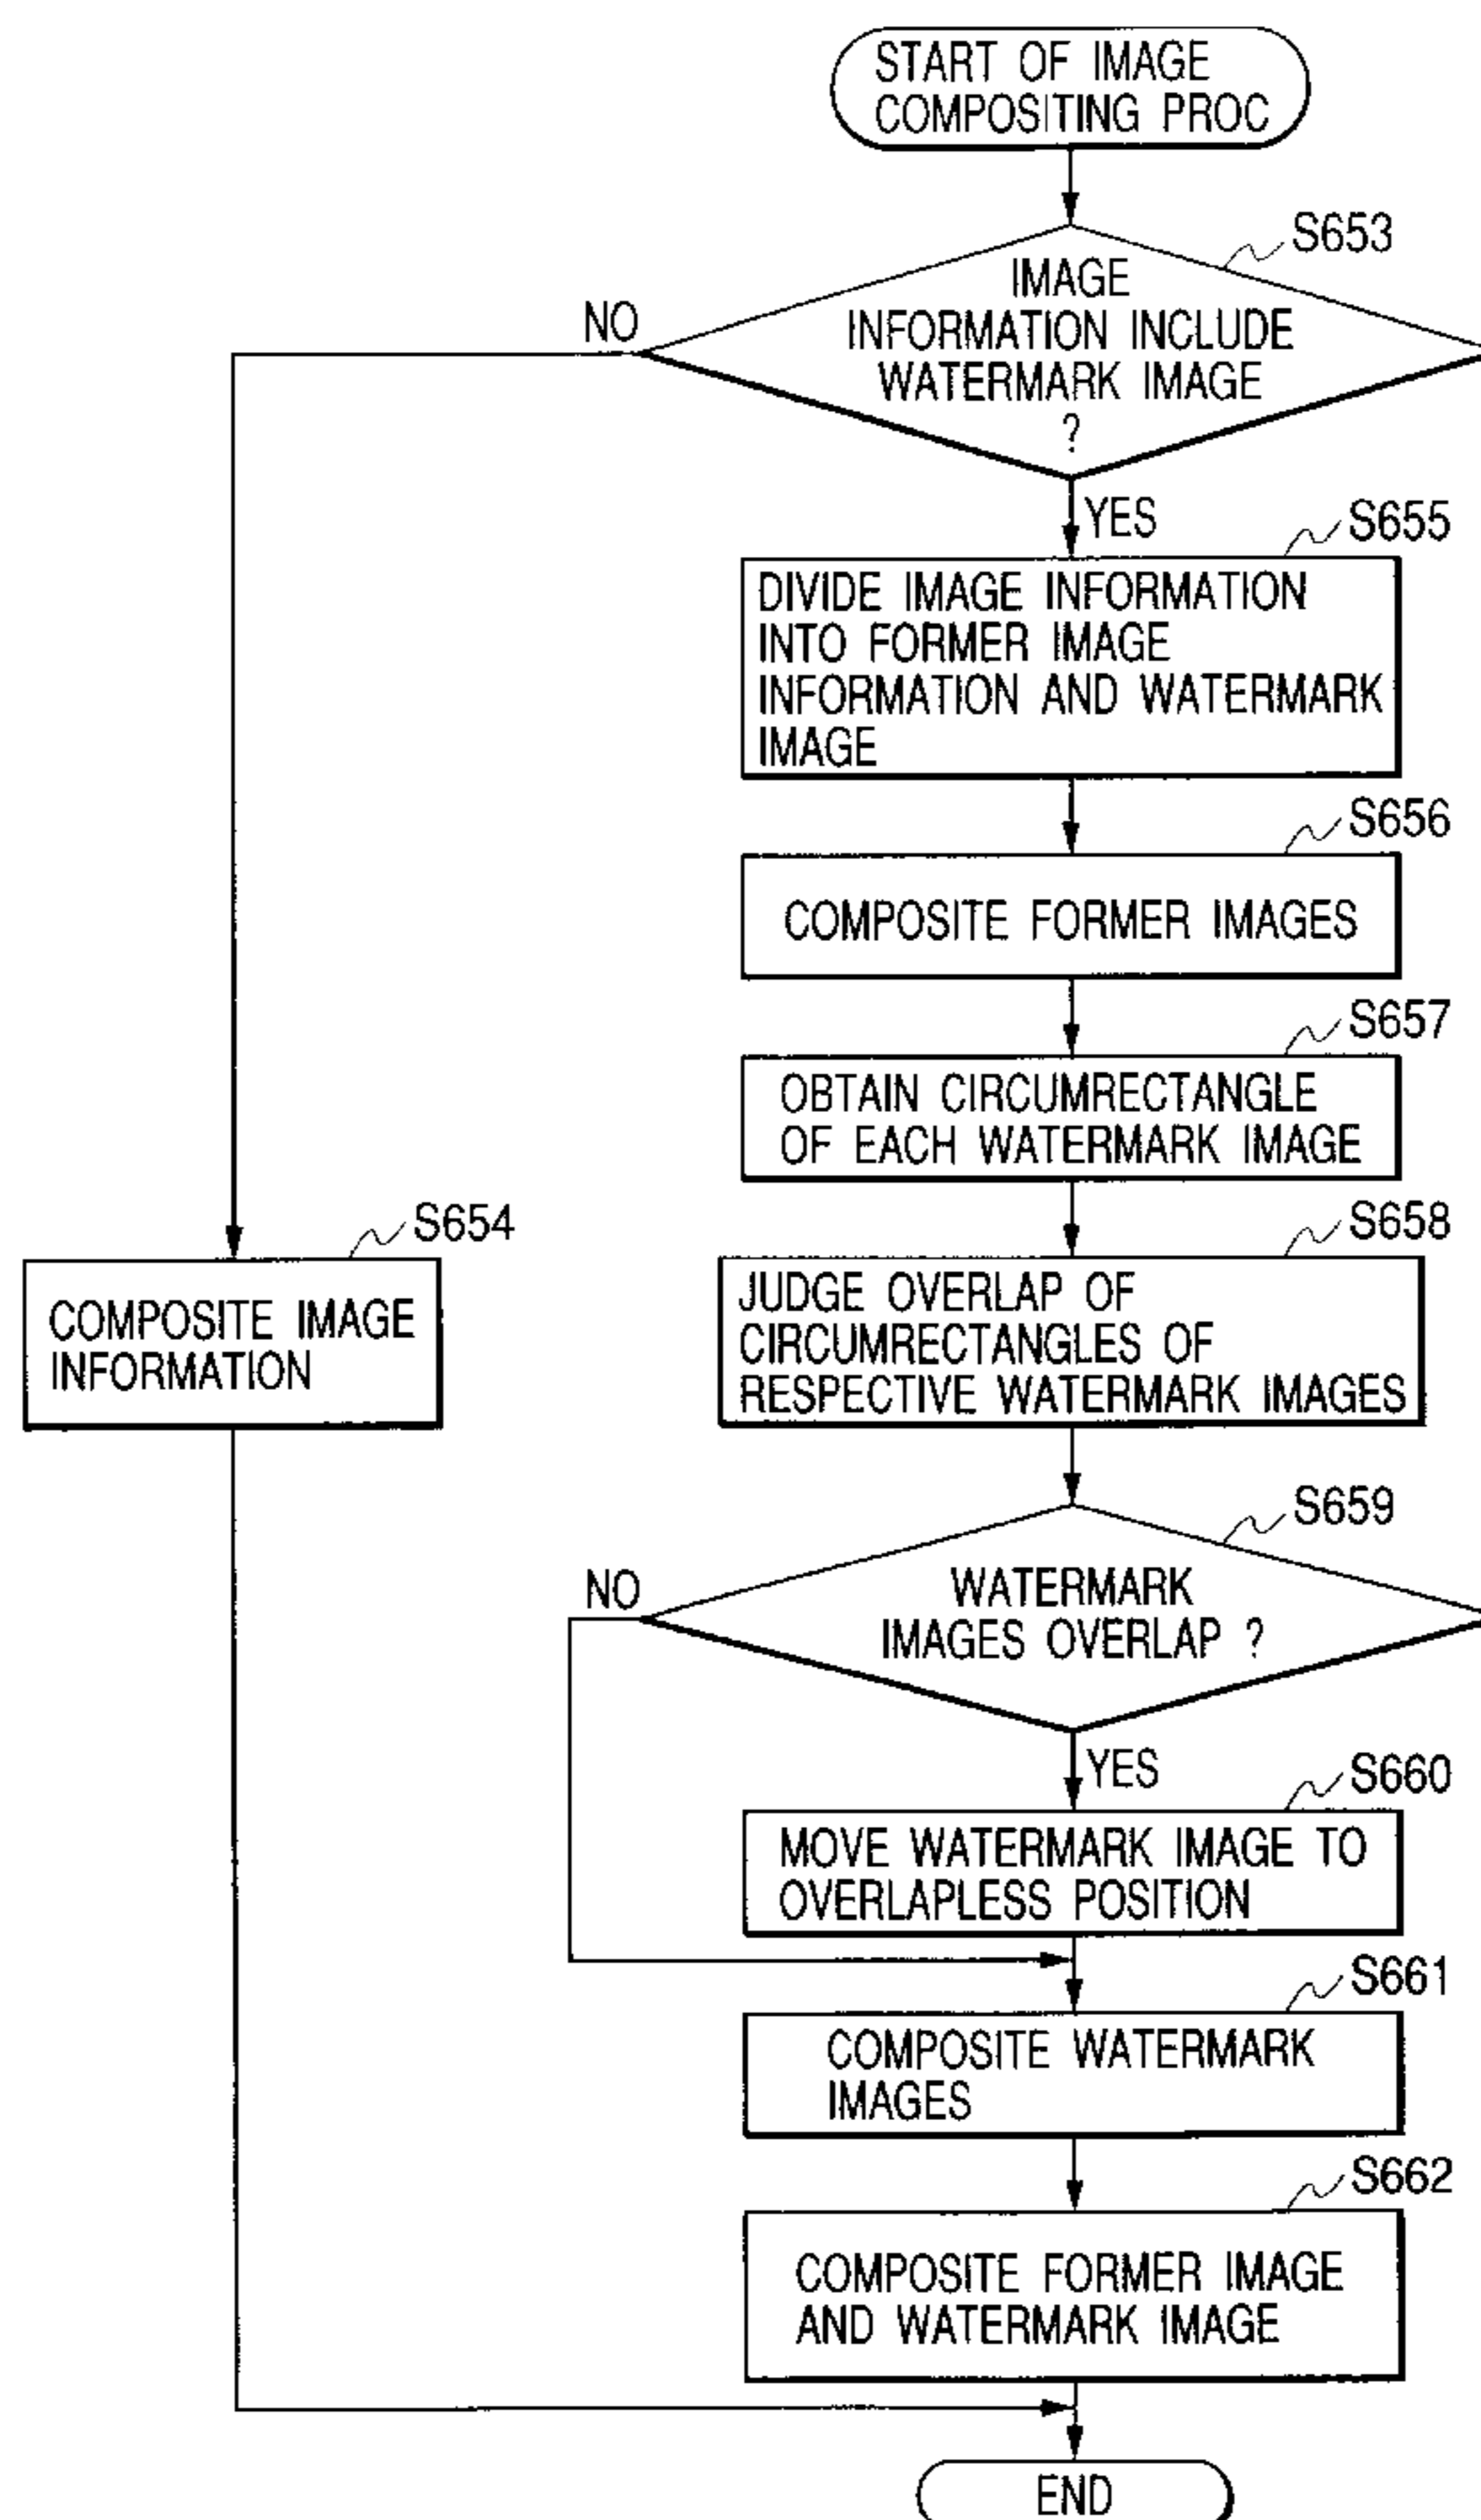 START OF IMAGE
COMPOSITING PROC
S653
IMAGE
INFORMATION INCLUDE
WATERMARK IMAGE
?
NO
YES
S655
DIVIDE IMAGE INFORMATION
INTO FORMER IMAGE
INFORMATION AND WATERMARK
IMAGE
S656
COMPOSITE FORMER IMAGES
S657
OBTAIN CIRCUMRECTANGLE
OF EACH WATERMARK IMAGE
S654
COMPOSITE IMAGE
INFORMATION
S658
JUDGE OVERLAP OF
CIRCUMRECTANGLES OF
RESPECTIVE WATERMARK IMAGES
S659
WATERMARK
IMAGES OVERLAP ?
NO
YES
S660
MOVE WATERMARK IMAGE TO
OVERLAPLESS POSITION
S661
COMPOSITE WATERMARK
IMAGES
S662
COMPOSITE FORMER IMAGE
AND WATERMARK IMAGE
END